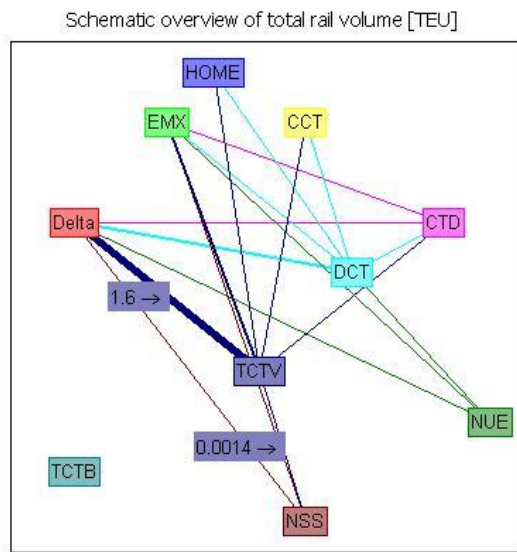 Schematic overview of total rail volume [TEU]
HOME
EMX
CCT
Delta
CTD
DCT
1.6 →
TCTV
NUE
0.0014 →
TCTB
NSS